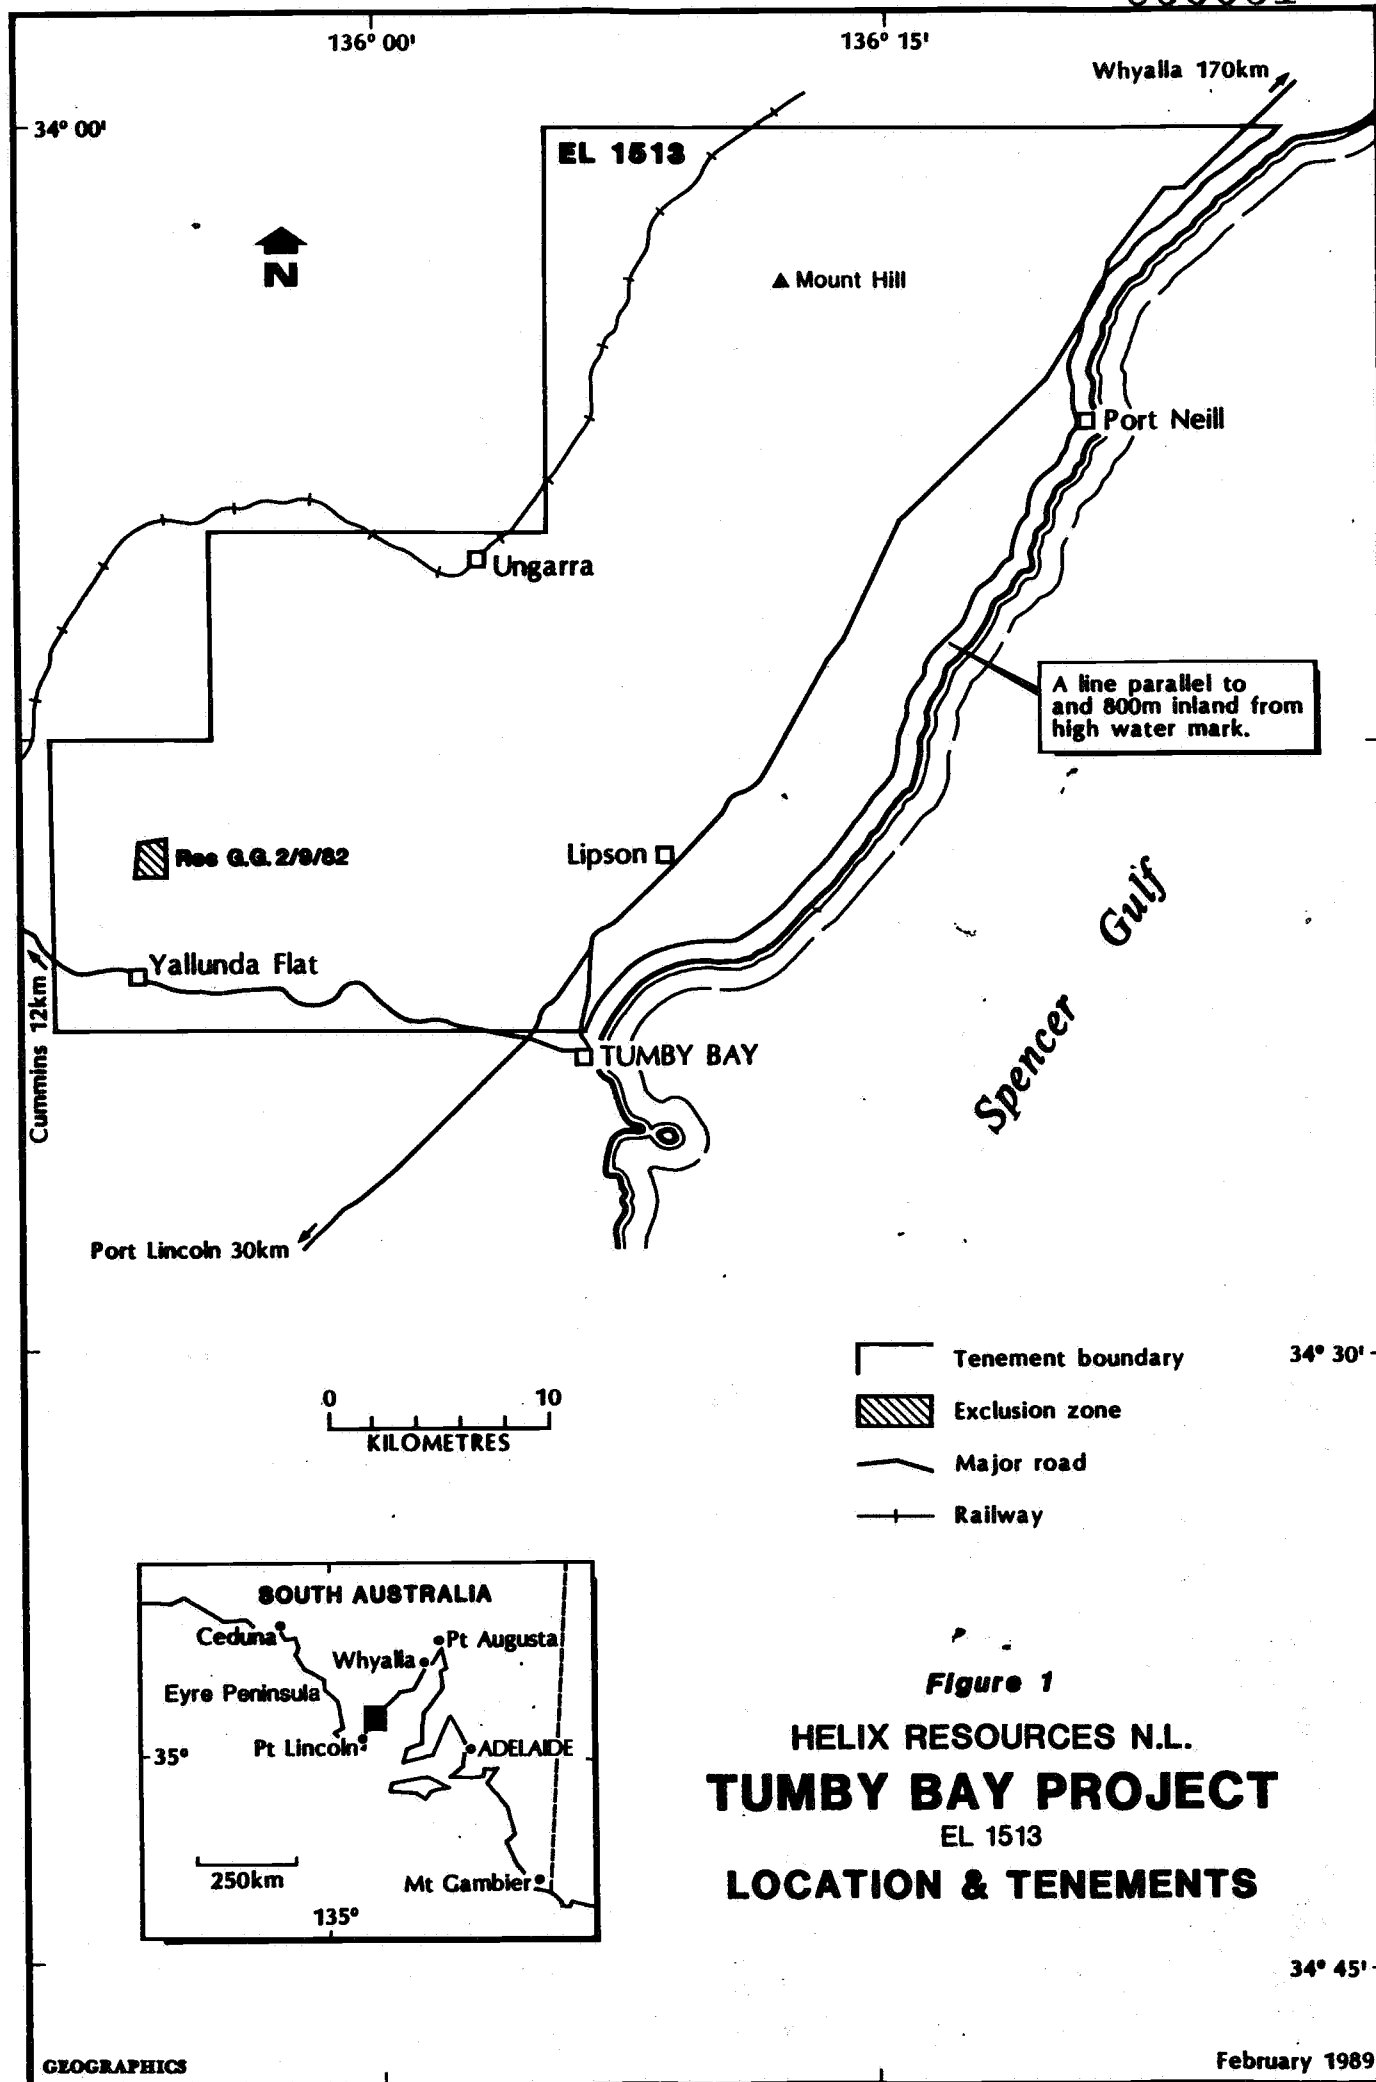 136° 00'
136° 15'
Whyalla 170km
34° 00'
EL 1513
N
Mount Hill
Port Neill
Ungarra
A line parallel to
and 800m inland from
high water mark.
Res G.G. 2/9/82
Lipson
Gulf
Spencer
Yallunda Flat
Cummins 12km
TUMBY BAY
Port Lincoln 30km
Tenement boundary
34° 30'
Exclusion zone
Major road
Railway
0 10
KILOMETRES
SOUTH AUSTRALIA
Ceduna
Pt Augusta
Whyalla
Eyre Peninsula
Pt Lincoln
ADELAIDE
35°
250km
Mt Gambier
135°
Figure 1
HELIX RESOURCES N.L.
TUMBY BAY PROJECT
EL 1513
LOCATION & TENEMENTS
34° 45'
GEOGRAPHICS
February 1989